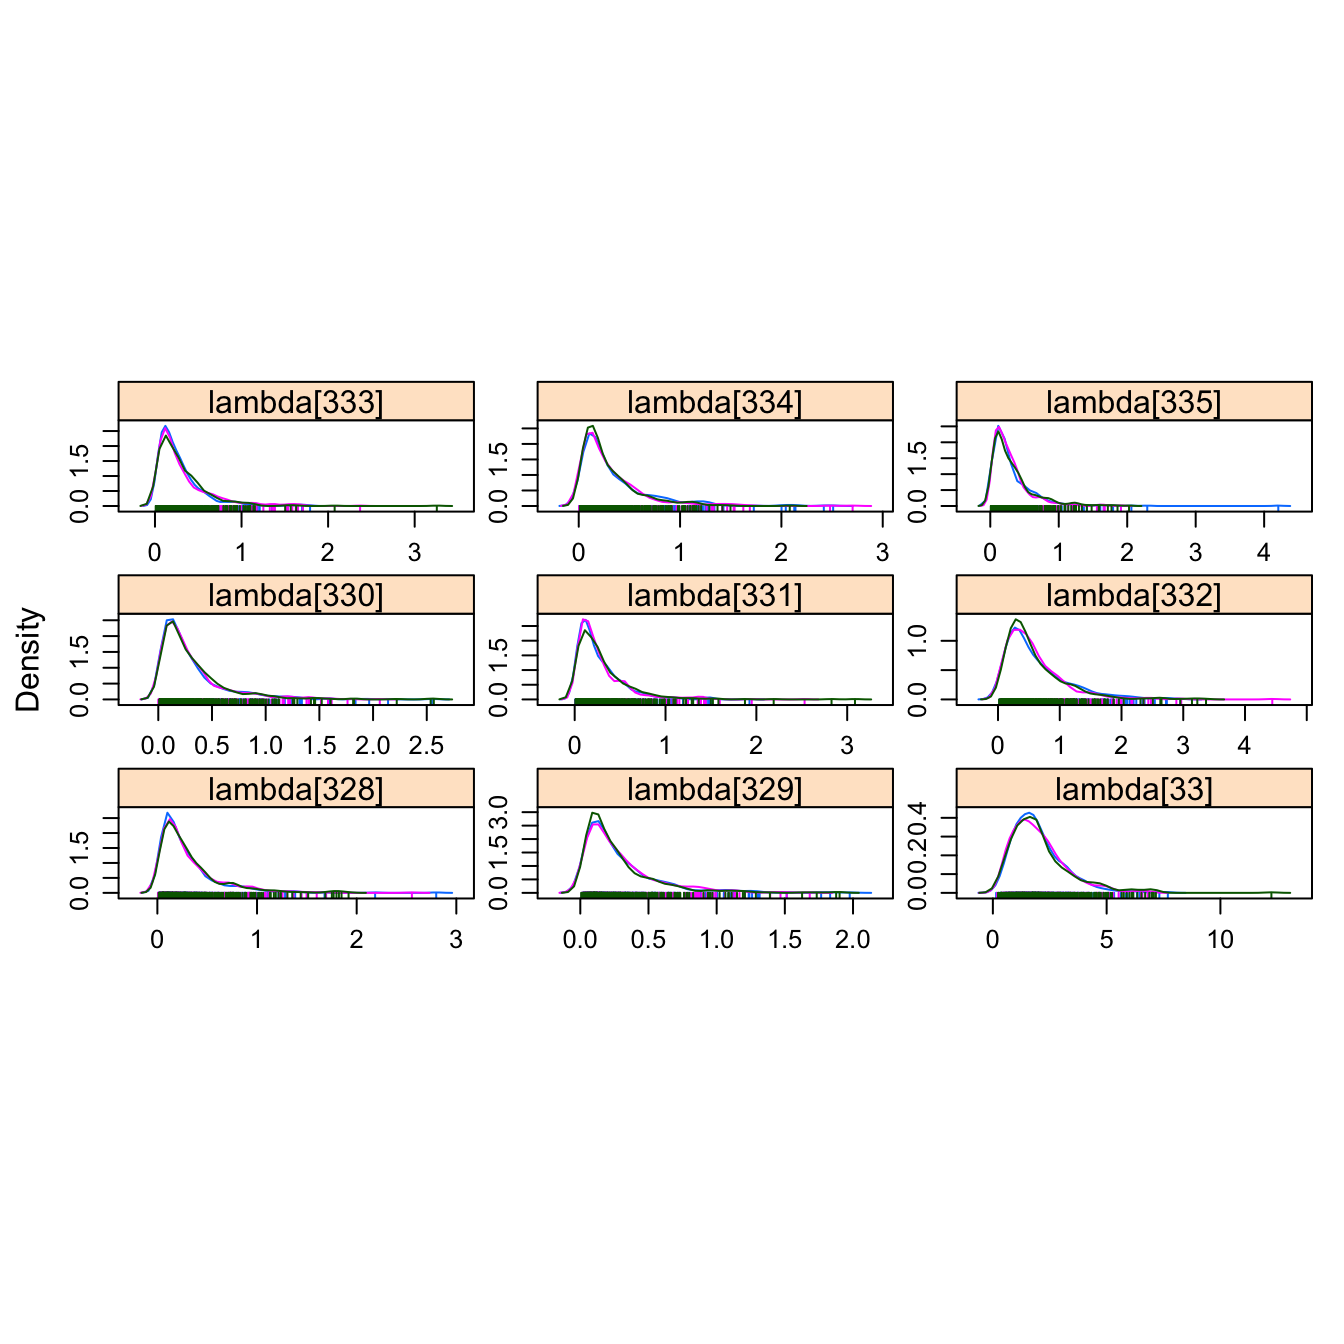 lambda[333] lambda[334] lambda[335]
0.0 1.5 0.0 1.5 0.0 1.5
0 1 2 3 0 1 2 3 0 1 2 3 4
lambda[330] lambda[331] lambda[332]
0.0 1.5 0.0 1.5 0.0 1.0
0.0 0.5 1.0 1.5 2.0 2.5 0 1 2 3 0 1 2 3 4
Density
lambda[328] lambda[329] lambda[33]
0.0 1.5 0.0 1.5 3.0 0.0 0.2 0.4
0 1 2 3 0.0 0.5 1.0 1.5 2.0 0 5 10